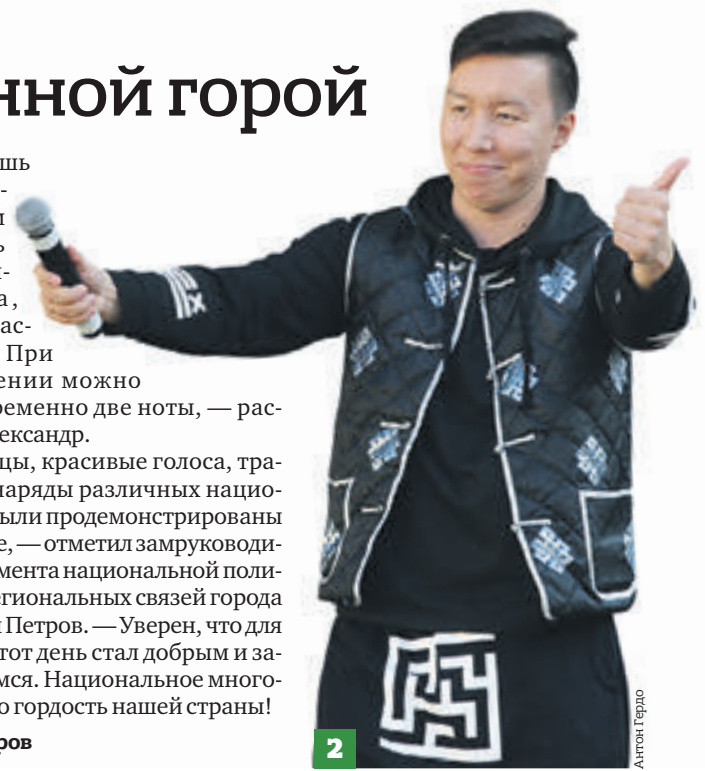 нной горой
шь
-
и
ь
-
а,
ас-
При
ении можно
ременно две ноты, — рас-
ександр.
цы, красивые голоса, тра-
наряды различных нацио-
ыли продемонстрированы
е, — отметил замруководи-
мента национальной поли-
егиональных связей города
Петров. — Уверен, что для
тот день стал добрым и за-
мся. Национальное много-
о гордость нашей страны!
ров
2
Антон Гердо